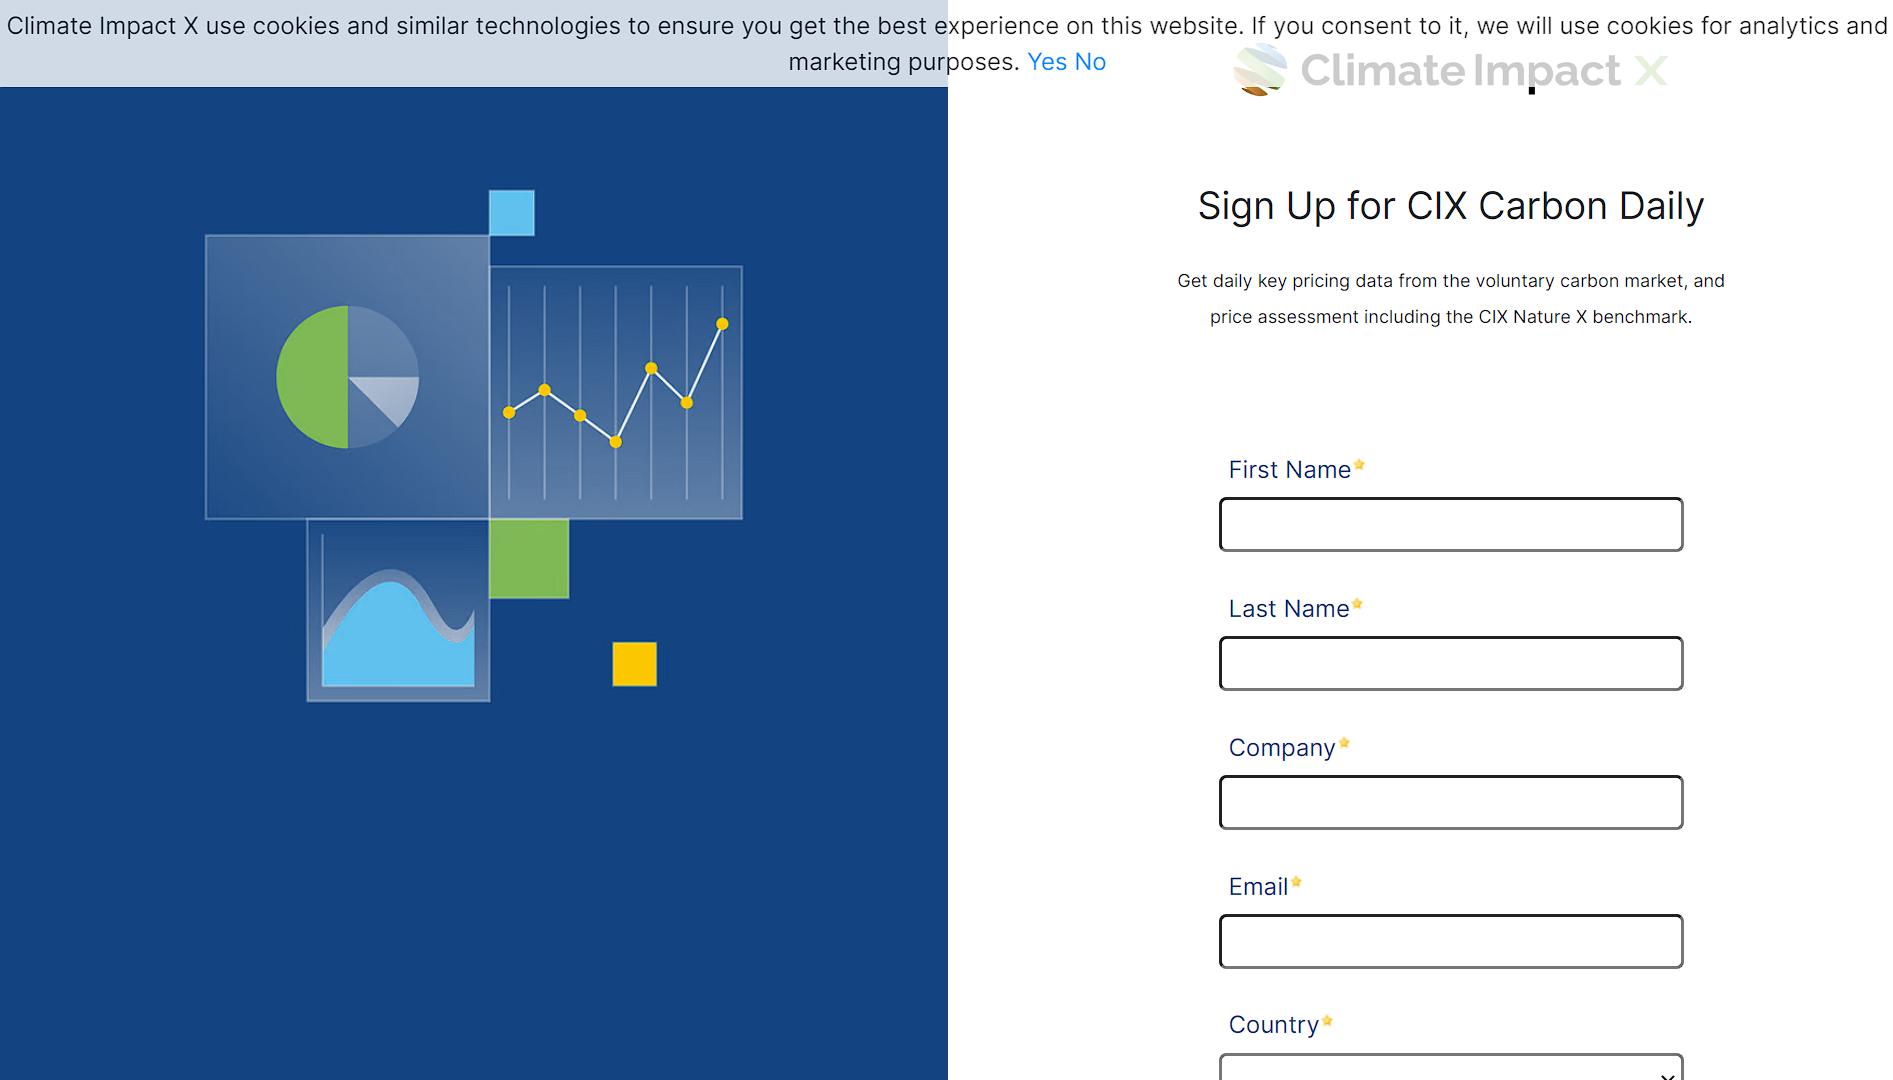 Climate Impact X use cookies and similar technologies to ensure you get the best experience on this website. If you consent to it, we will use cookies for analytics and
marketing purposes. Yes No
Climate Impact X
Sign Up for CIX Carbon Daily
Get daily key pricing data from the voluntary carbon market, and
price assessment including the CIX Nature X benchmark.
First Name
Last Name
Company
Email
Country